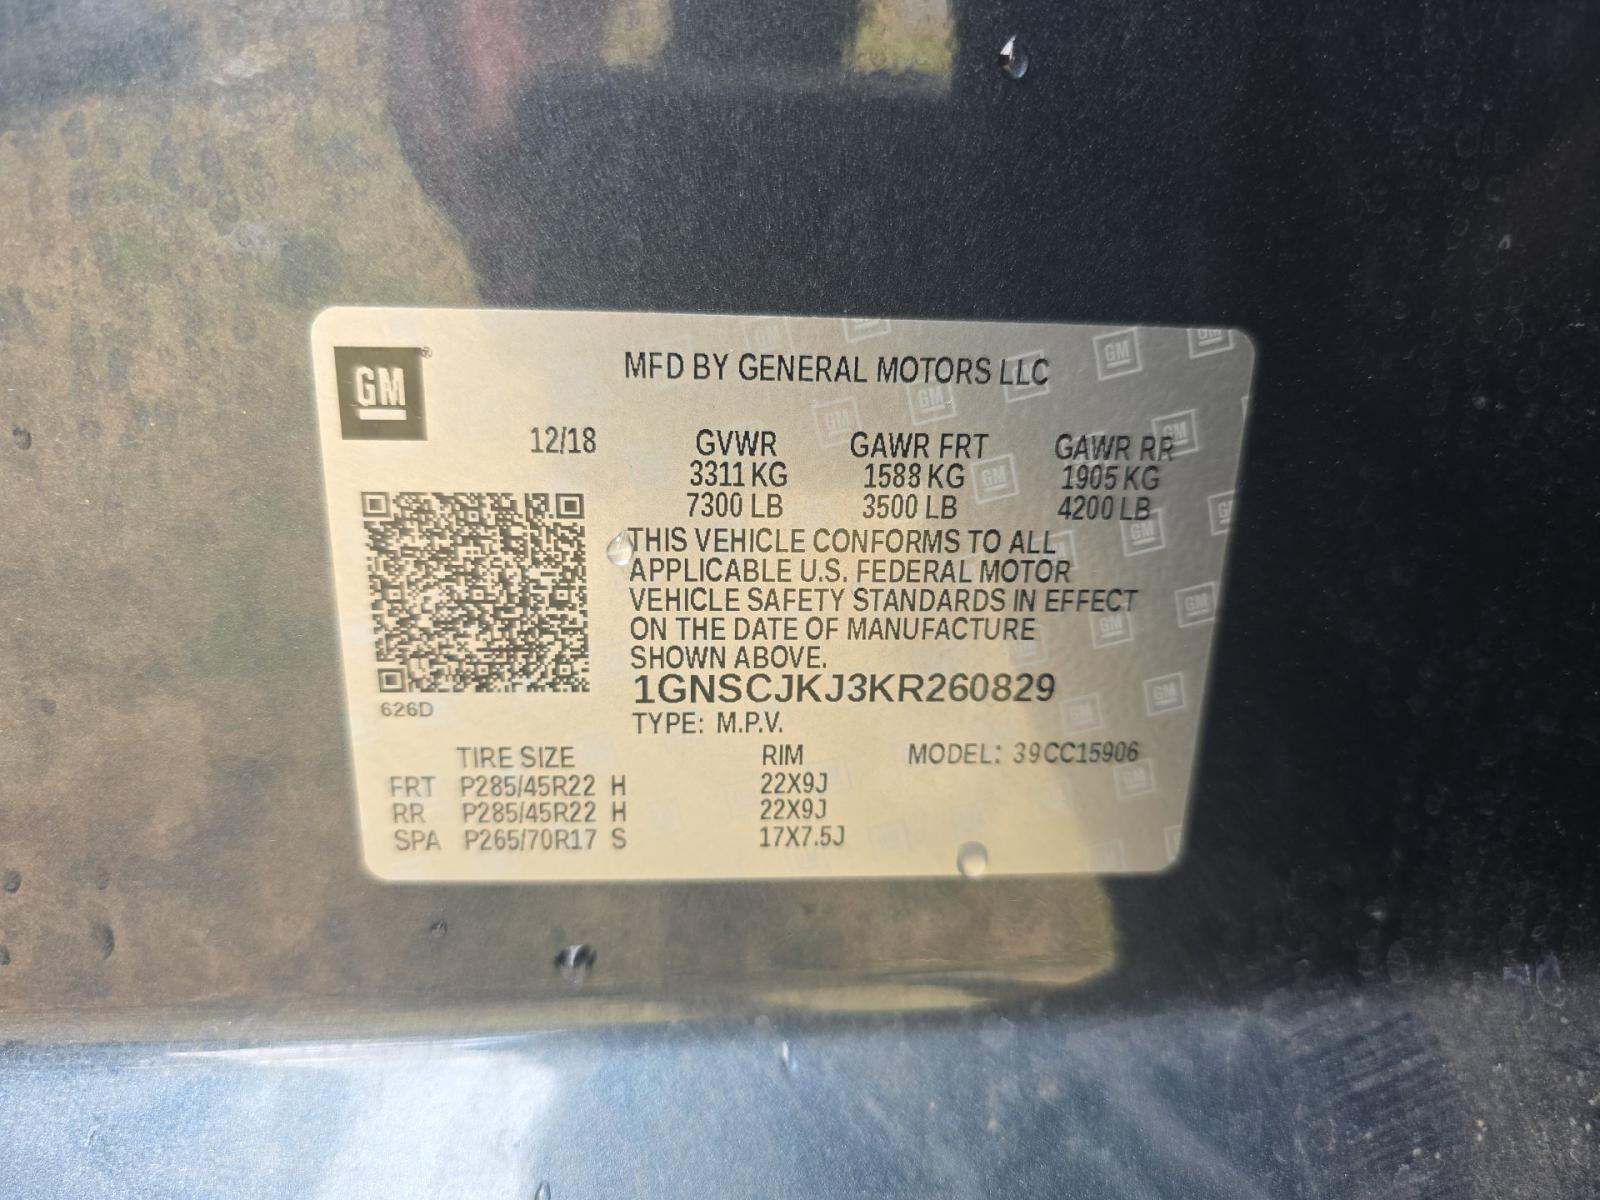 GM
MFD BY GENERAL MOTORS LLC
12/18 GVWR GAWR FRT GAWR RR
3311 KG 1588 KG 1905 KG
7300 LB 3500 LB 4200 LB
THIS VEHICLE CONFORMS TO ALL
APPLICABLE U.S. FEDERAL MOTOR
VEHICLE SAFETY STANDARDS IN EFFECT
ON THE DATE OF MANUFACTURE
SHOWN ABOVE.
1GNSCJKJ3KR260829
626D
TYPE: M.P.V.
TIRE SIZE RIM MODEL: 39CC15906
FRT P285/45R22 H 22X9J
RR P285/45R22 H 22X9J
SPA P265/70R17 S 17X7.5J